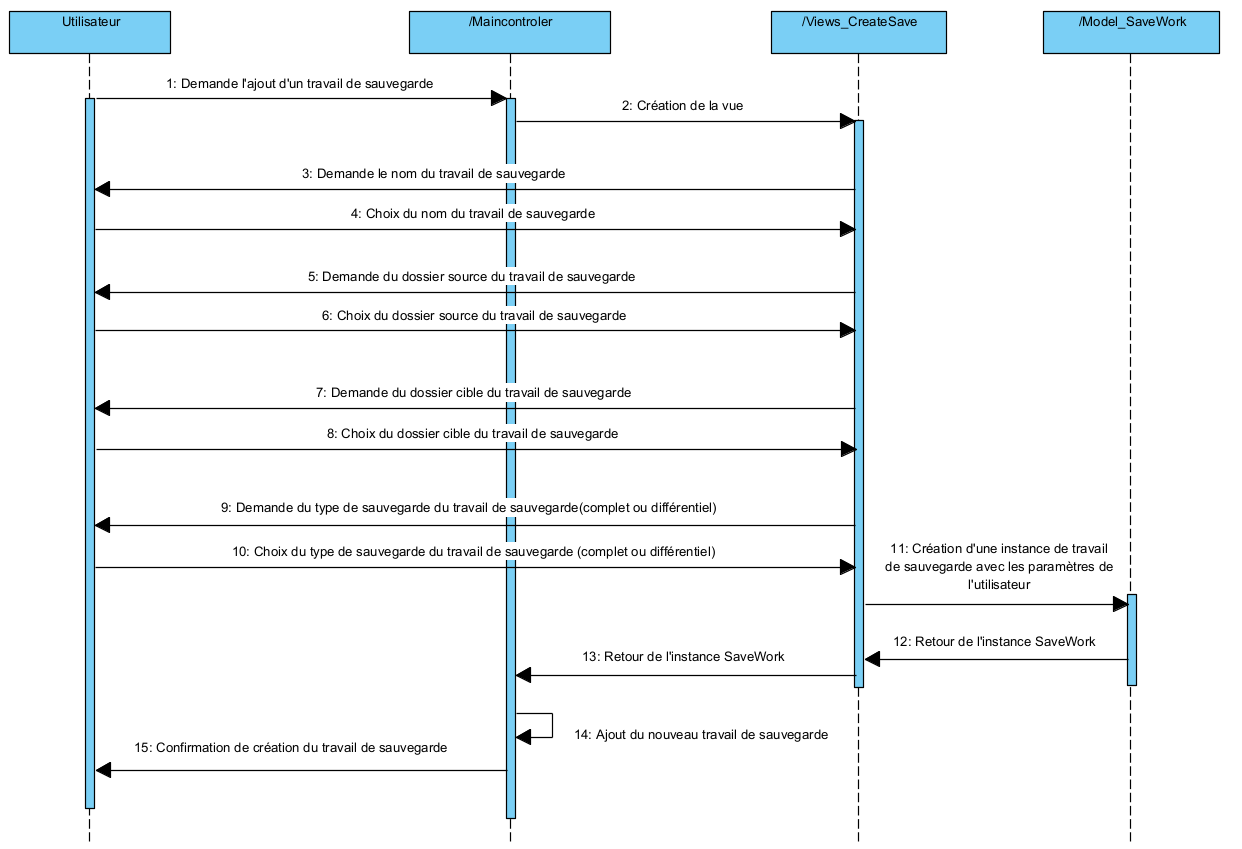 Utilisateur
/Maincontroler
/Views_CreateSave
/Model_SaveWork
1: Demande l'ajout d'un travail de sauvegarde
2: Création de la vue
3: Demande le nom du travail de sauvegarde
4: Choix du nom du travail de sauvegarde
5: Demande du dossier source du travail de sauvegarde
6: Choix du dossier source du travail de sauvegarde
7: Demande du dossier cible du travail de sauvegarde
8: Choix du dossier cible du travail de sauvegarde
9: Demande du type de sauvegarde du travail de sauvegarde(complet ou différentiel)
10: Choix du type de sauvegarde du travail de sauvegarde (complet ou différentiel)
11: Création d'une instance de travail
de sauvegarde avec les paramètres de
l'utilisateur
12: Retour de l'instance SaveWork
13: Retour de l'instance SaveWork
14: Ajout du nouveau travail de sauvegarde
15: Confirmation de création du travail de sauvegarde